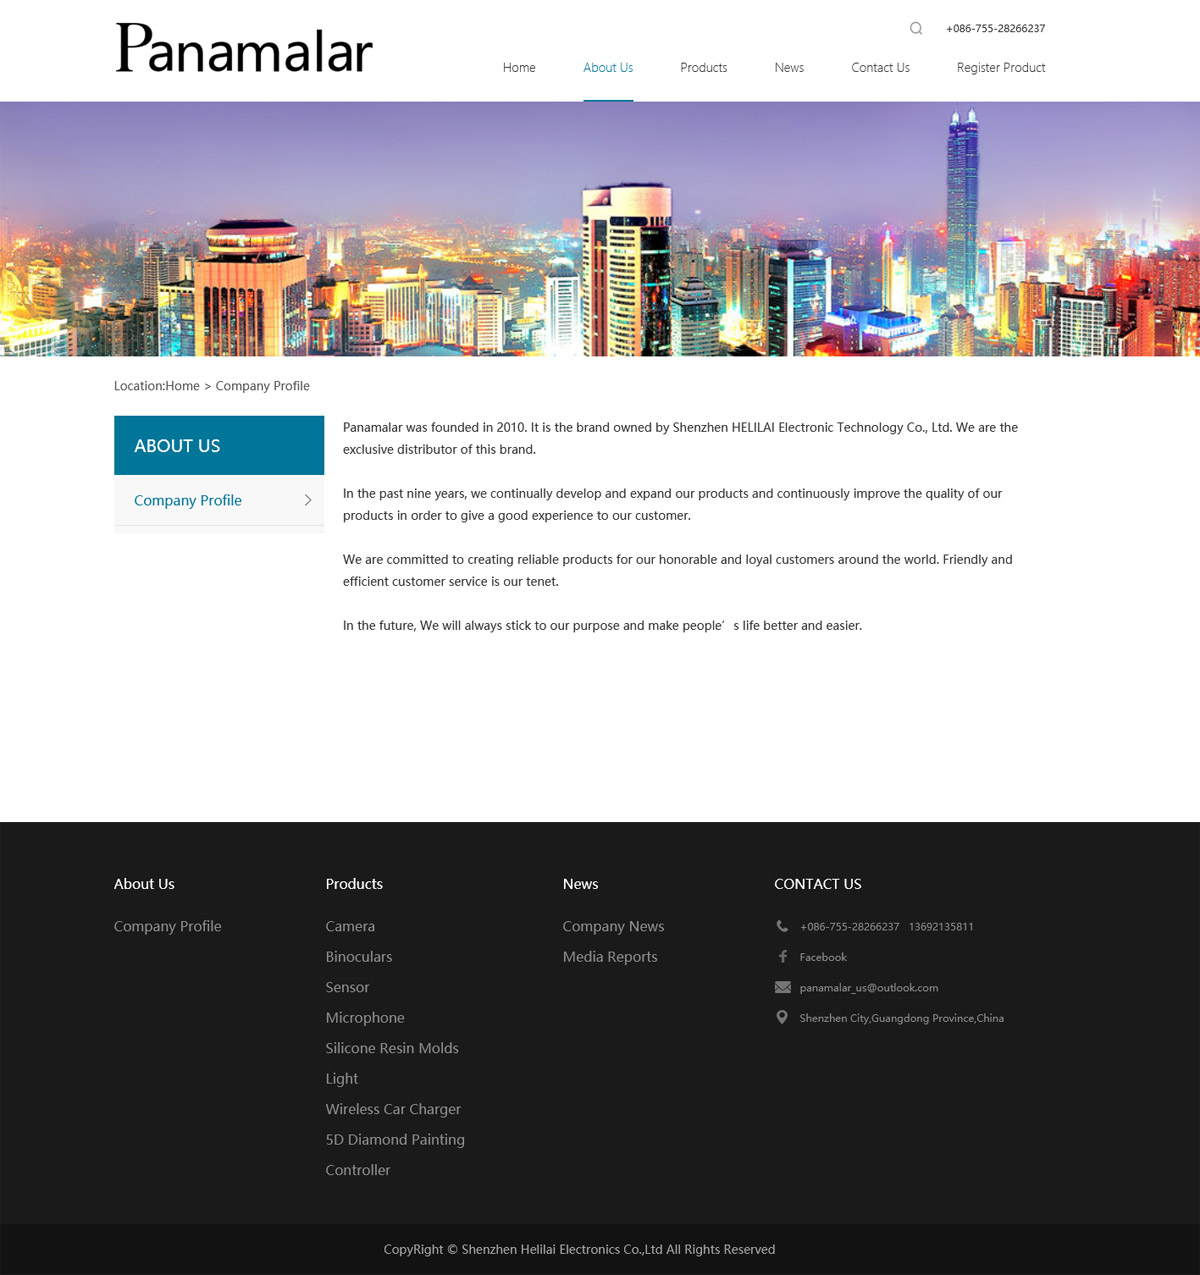 Panamalar
+086-755-28266237
Home About Us Products News Contact Us Register Product
Location:Home > Company Profile
ABOUT US
Company Profile
Panamalar was founded in 2010. It is the brand owned by Shenzhen HELILAI Electronic Technology Co., Ltd. We are the
exclusive distributor of this brand.
In the past nine years, we continually develop and expand our products and continuously improve the quality of our
products in order to give a good experience to our customer.
We are committed to creating reliable products for our honorable and loyal customers around the world. Friendly and
efficient customer service is our tenet.
In the future, We will always stick to our purpose and make people′s life better and easier.
About Us
Company Profile
Products
Camera
Binoculars
Sensor
Microphone
Silicone Resin Molds
Light
Wireless Car Charger
5D Diamond Painting
Controller
News
Company News
Media Reports
CONTACT US
+086-755-28266237 13692135811
Facebook
panamalar_us@outlook.com
Shenzhen City,Guangdong Province,China
CopyRight © Shenzhen Helilai Electronics Co.,Ltd All Rights Reserved